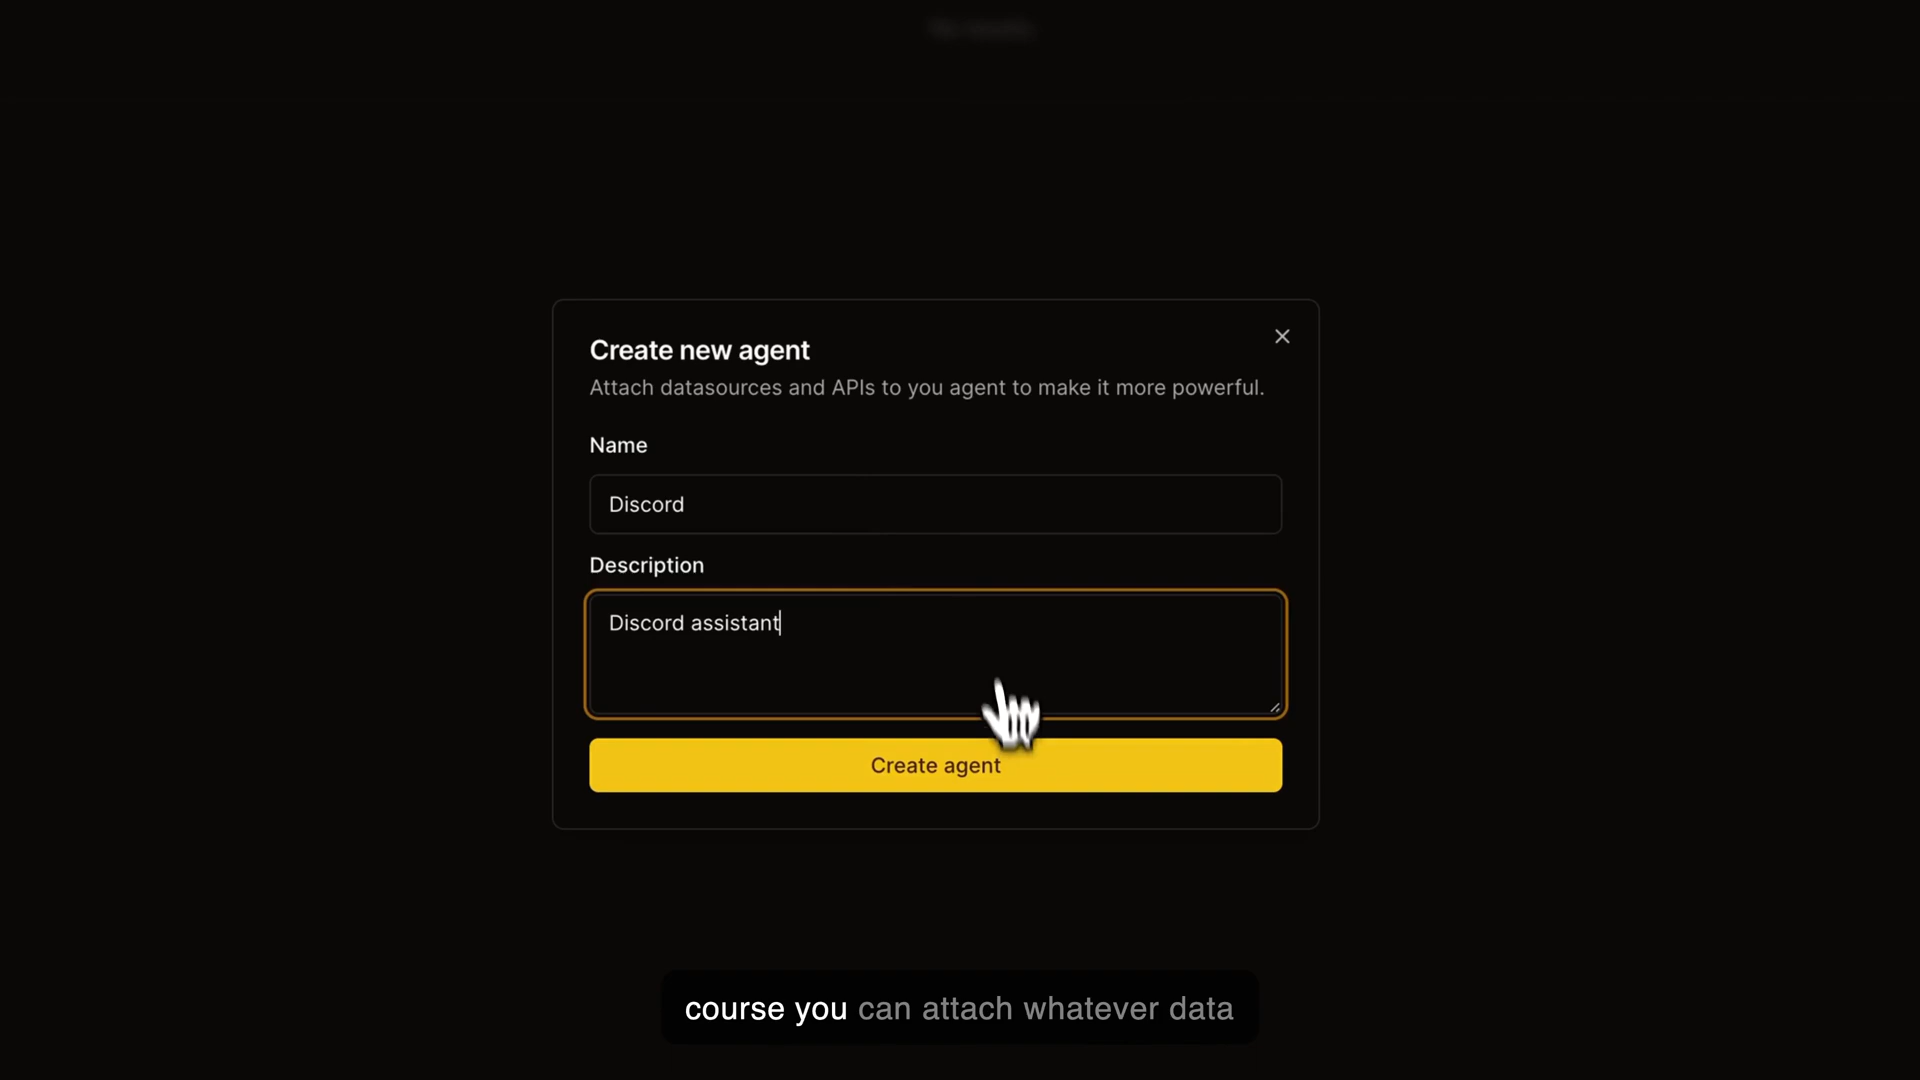 Create new agent
Attach datasources and APIs to you agent to make it more powerful.
Name
Discord
Description
Discord assistant
Create agent
course you can attach whatever data